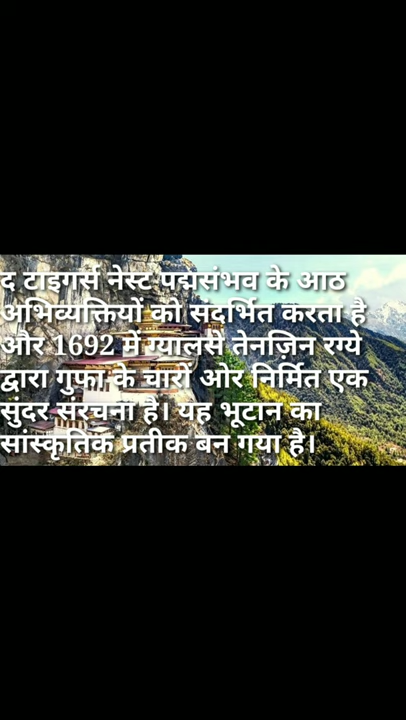 द टाइगर्स नेस्ट पद्मसंभव के आठ
अभिव्यक्तियों को सदर्भित करता है
और 1692 में ग्यालसे तेनज़िन रग्ये
द्वारा गुफा के चारों ओर निर्मित एक
सुंदर संरचना है। यह भूटान का
सांस्कृतिक प्रतीक बन गया है।